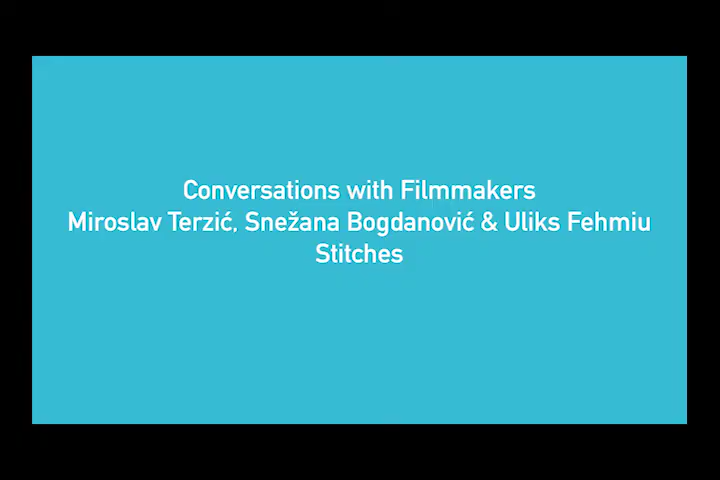 Conversations with Filmmakers
Miroslav Terzić, Snežana Bogdanović & Uliks Fehmiu
Stitches